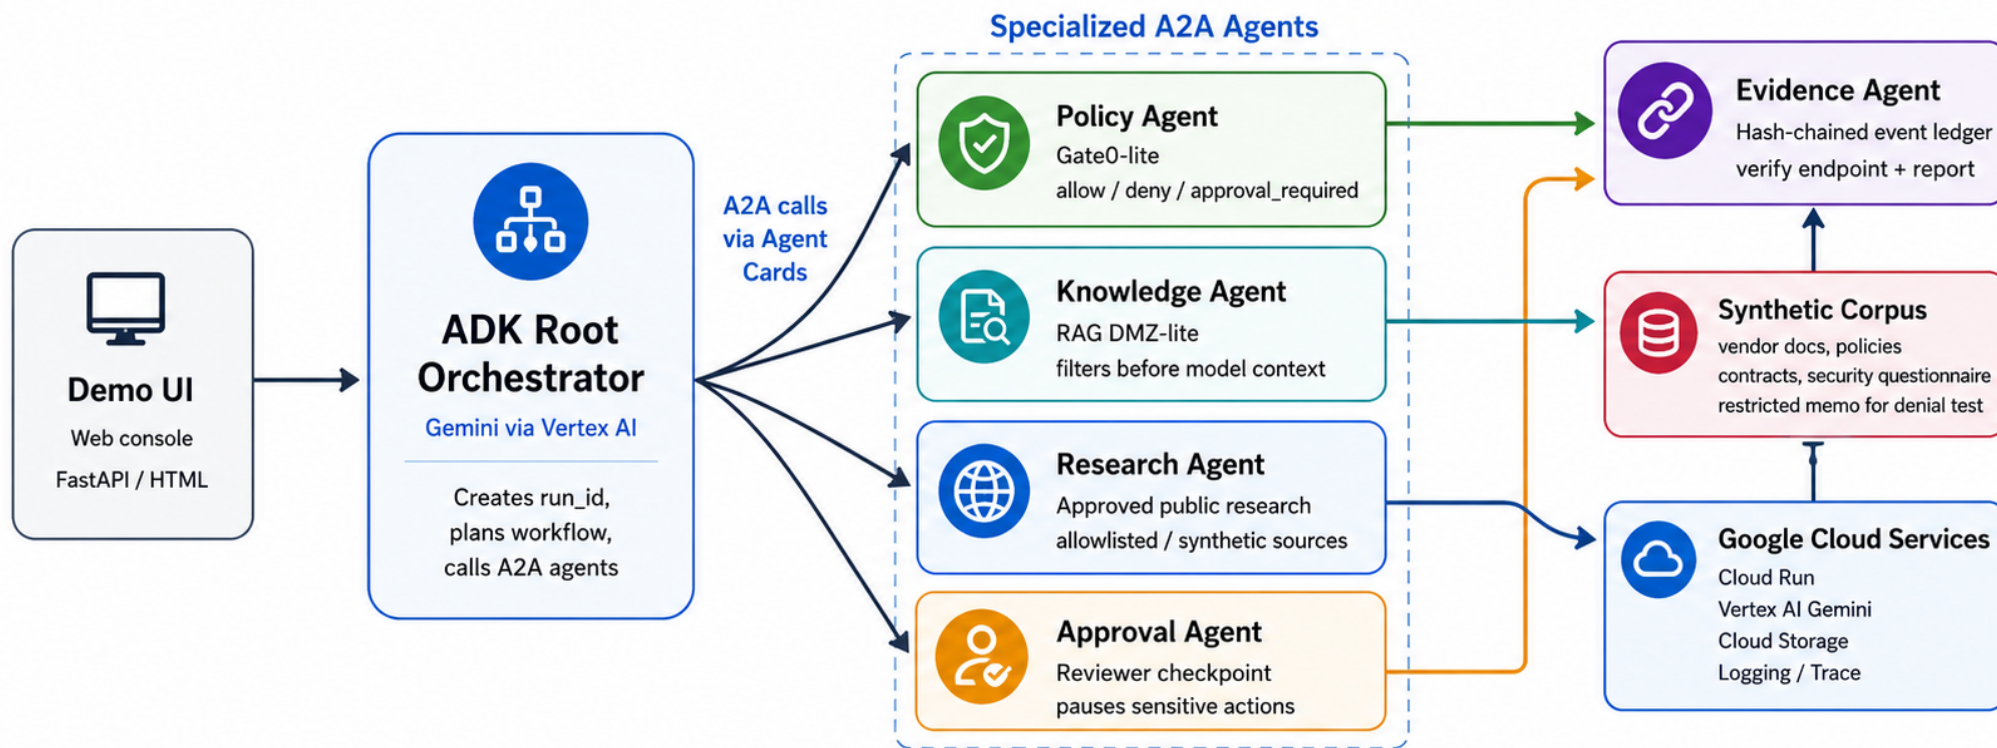 Specialized A2A Agents
Demo UI
Web console
FastAPI / HTML
ADK Root
Orchestrator
Gemini via Vertex AI
Creates run_id,
plans workflow,
calls A2A agents
A2A calls
via Agent
Cards
Policy Agent
Gate0-lite
allow / deny / approval_required
Knowledge Agent
RAG DMZ-lite
filters before model context
Research Agent
Approved public research
allowlisted / synthetic sources
Approval Agent
Reviewer checkpoint
pauses sensitive actions
Evidence Agent
Hash-chained event ledger
verify endpoint + report
Synthetic Corpus
vendor docs, policies
contracts, security questionnaire
restricted memo for denial test
Google Cloud Services
Cloud Run
Vertex AI Gemini
Cloud Storage
Logging / Trace